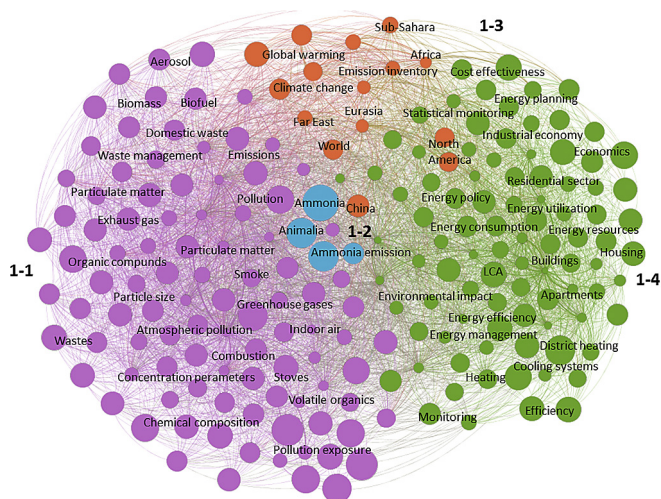 Sub-Sahara
1-3
Aerosol
Global warming
Africa
Emission inventory
Cost effectiveness
Climate change
Energy planning
Biomass
Biofuel
Eurasia
Statistical monitoring
Far East
Domestic waste
North
America
Industrial economy
Waste management
Emissions
World
Economics
Particulate matter
Pollution
Ammonia
China
Energy policy
Residential sector
Exhaust gas
Animalia
1-2
Energy utilization
Energy consumption
Energy resources
Particulate matter
Ammonia emission
Buildings
Housing
1-1
Organic compunds
Smoke
LCA
1-4
Particle size
Greenhouse gases
Environmental impact
Apartments
Atmospheric pollution
Indoor air
Energy efficiency
Energy management
Wastes
Combustion
District heating
Cooling systems
Concentration perameters
Stoves
Heating
Volatile organics
Chemical composition
Monitoring
Efficiency
Pollution exposure